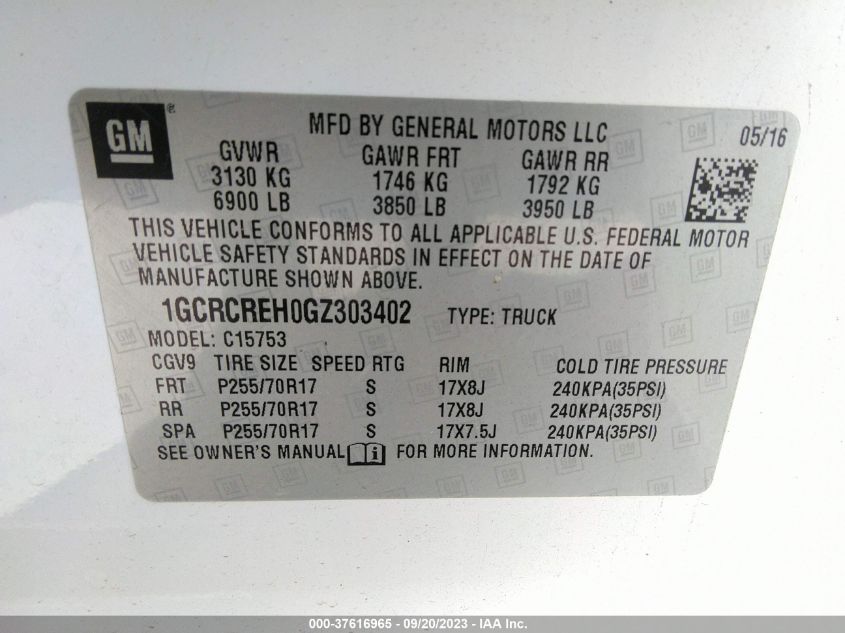 GM ®
MFD BY GENERAL MOTORS LLC 05/16
GVWR GAWR FRT GAWR RR
3130 KG 1746 KG 1792 KG
6900 LB 3850 LB 3950 LB
THIS VEHICLE CONFORMS TO ALL APPLICABLE U.S. FEDERAL MOTOR
VEHICLE SAFETY STANDARDS IN EFFECT ON THE DATE OF
MANUFACTURE SHOWN ABOVE.
1GCRCREH0GZ303402 TYPE: TRUCK
MODEL: C15753
CGV9 TIRE SIZE SPEED RTG RIM COLD TIRE PRESSURE
FRT P255/70R17 S 17X8J 240KPA(35PSI)
RR P255/70R17 S 17X8J 240KPA(35PSI)
SPA P255/70R17 S 17X7.5J 240KPA(35PSI)
SEE OWNER'S MANUAL FOR MORE INFORMATION.
000-37616965 - 09/20/2023 - IAA Inc.